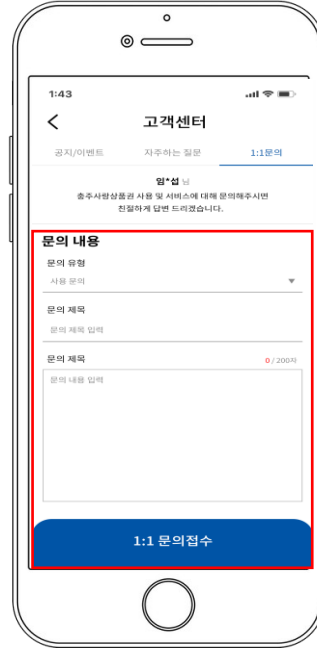 1:43
고객센터
공지/이벤트 자주하는 질문 1:1문의
임*섭 님
충주사랑상품권 사용 및 서비스에 대해 문의해주시면
친절하게 답변 드리겠습니다.
문의 내용
문의 유형
사용 문의
문의 제목
문의 제목 입력
문의 제목 0 / 200자
문의 내용 입력
1:1 문의접수